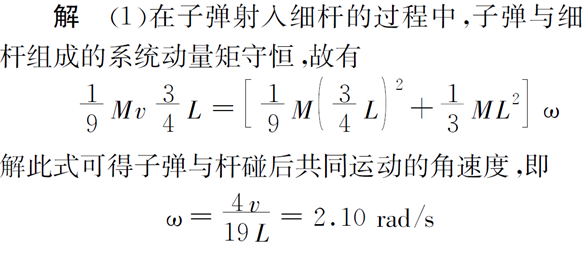 解 (1)在子弹射入细杆的过程中,子弹与细
杆组成的系统动量矩守恒,故有
$\frac{1}{9} Mv \frac{3}{4} L = \left[ \frac{1}{9} M \left( \frac{3}{4} L \right)^2 + \frac{1}{3} ML^2 \right] \omega$
解此式可得子弹与杆碰后共同运动的角速度,即
$\omega = \frac{4v}{19L} = 2.10 \text{ rad/s}$